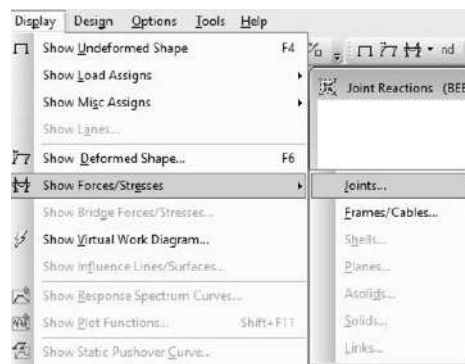 Display Design Options Tools Help
Show Undeformed Shape F4
Show Load Assigns
Show Misc Assigns
Show Lanes...
Show Deformed Shape... F6
Show Forces/Stresses
Show Bridge Forces/Stresses...
Show Virtual Work Diagram...
Show Influence Lines/Surfaces...
Show Response Spectrum Curves...
Show Plot Functions... Shift+F11
Show Static Pushover Curve...
% nd
Joint Reactions (BEE
Joints...
Frames/Cables...
Shells...
Planes...
Asolids...
Solids...
Links...